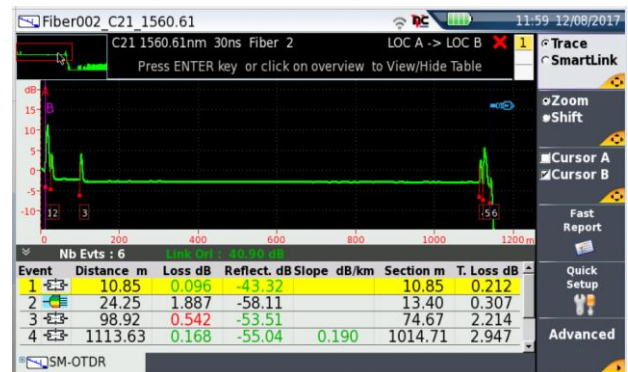 Fiber002_C21_1560.61
11:59 12/08/2017
C21 1560.61nm 30ns Fiber 2 LOC A -> LOC B 1
Press ENTER key or click on overview to View/Hide Table
Trace
SmartLink
dB
A
B
15
10
5
0
-5
-10
12 3 56
0 200 400 600 800 1000 1200 m
Zoom
Shift
Cursor A
Cursor B
Fast
Report
Quick
Setup
Advanced
Nb Evts : 6 Link Orl : 40.90 dB
Event Distance m Loss dB Reflect. dB Slope dB/km Section m T. Loss dB
1 10.85 0.096 -43.32 10.85 0.212
2 24.25 1.887 -58.11 13.40 0.307
3 98.92 0.542 -53.51 74.67 2.214
4 1113.63 0.168 -55.04 0.190 1014.71 2.947
SM-OTDR